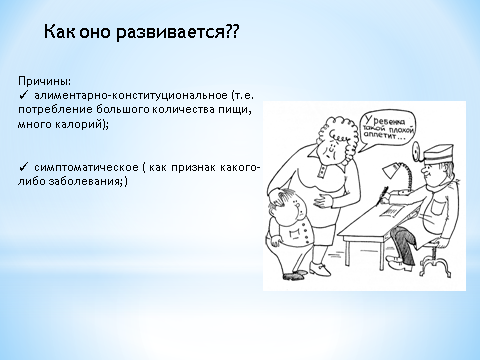 Как оно развивается??
Причины:
✓ алиментарно-конституциональное (т.е.
потребление большого количества пищи,
много калорий);
✓ симптоматическое ( как признак какого-
либо заболевания;)
У ребенка
такой плохой
аппетит...